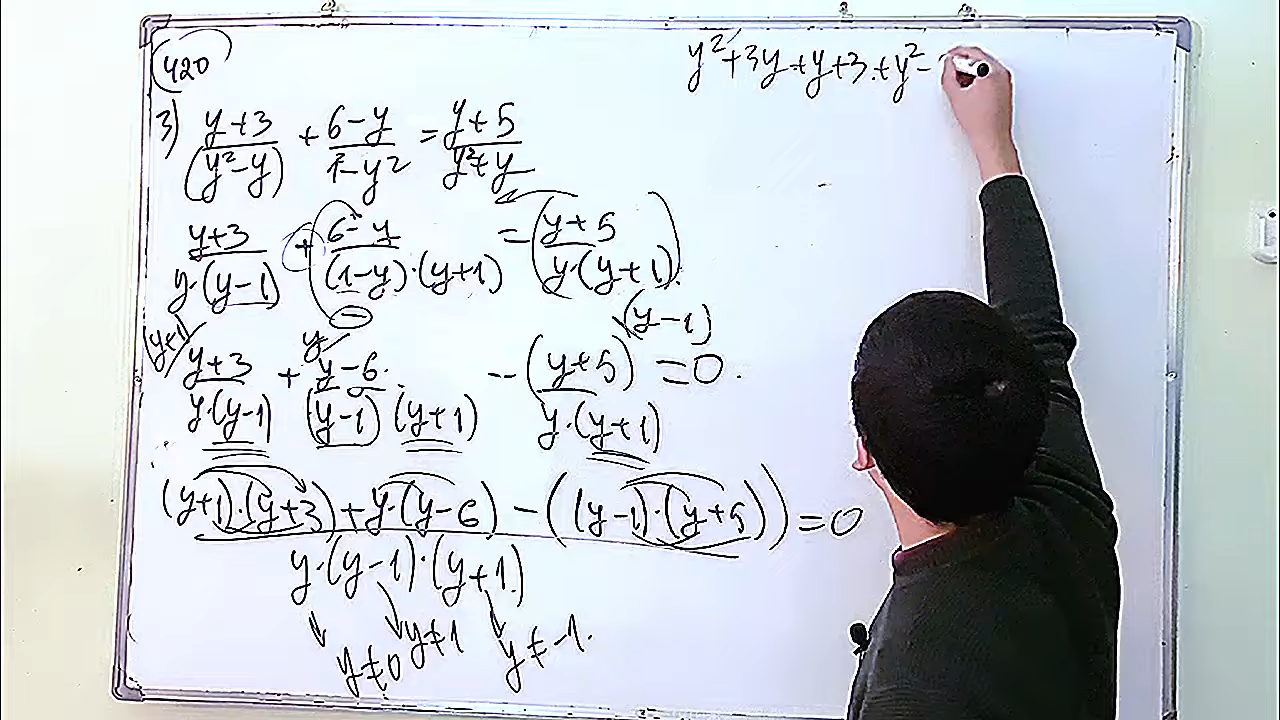 420
y²+3y+y+3+y²-
3) (y+3)/(y²-y) + (6-y)/(1-y²) = (y+5)/(y²+y)
(y+3)/(y·(y-1)) + (6-y)/((1-y)·(y+1)) = (y+5)/(y·(y+1))
(y+1) y (y-1)
(y+3)/(y·(y-1)) + (y-6)/((y-1)(y+1)) - (y+5)/(y·(y+1)) = 0.
((y+1)·(y+3)+y·(y-6)-((y-1)·(y+5)))/(y·(y-1)·(y+1)) = 0
y≠0 y≠1 y≠-1.